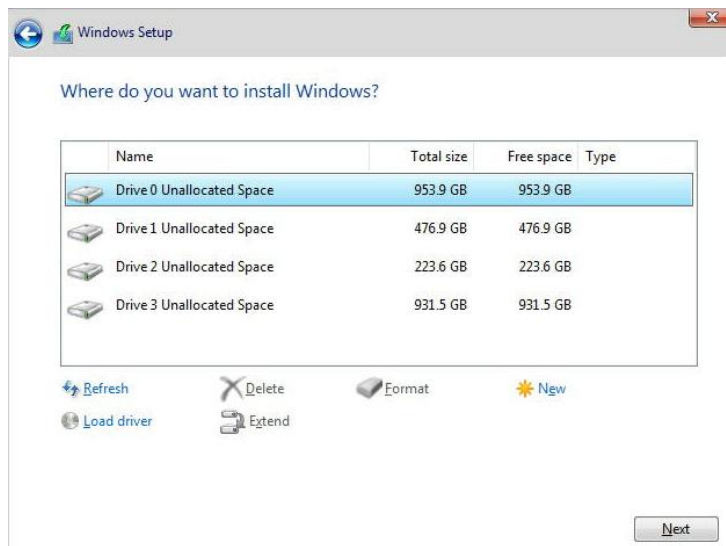 Windows Setup
Where do you want to install Windows?
Name Total size Free space Type
Drive 0 Unallocated Space 953.9 GB 953.9 GB
Drive 1 Unallocated Space 476.9 GB 476.9 GB
Drive 2 Unallocated Space 223.6 GB 223.6 GB
Drive 3 Unallocated Space 931.5 GB 931.5 GB
Refresh Delete Format New
Load driver Extend
Next